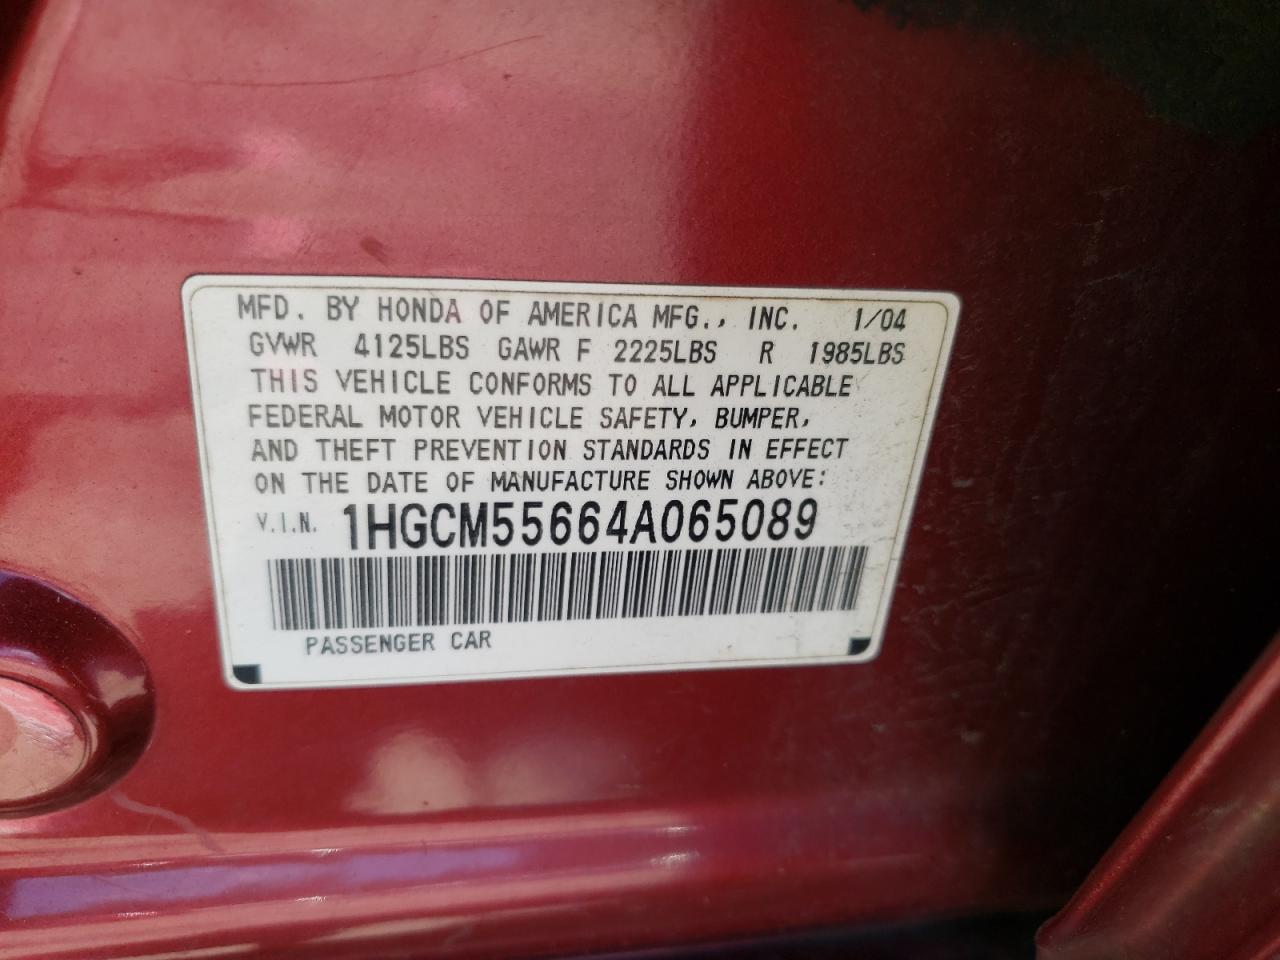 MFD. BY HONDA OF AMERICA MFG., INC. 1/04
GVWR 4125LBS GAWR F 2225LBS R 1985LBS
THIS VEHICLE CONFORMS TO ALL APPLICABLE
FEDERAL MOTOR VEHICLE SAFETY, BUMPER,
AND THEFT PREVENTION STANDARDS IN EFFECT
ON THE DATE OF MANUFACTURE SHOWN ABOVE:
V.I.N. 1HGCM55664A065089
PASSENGER CAR